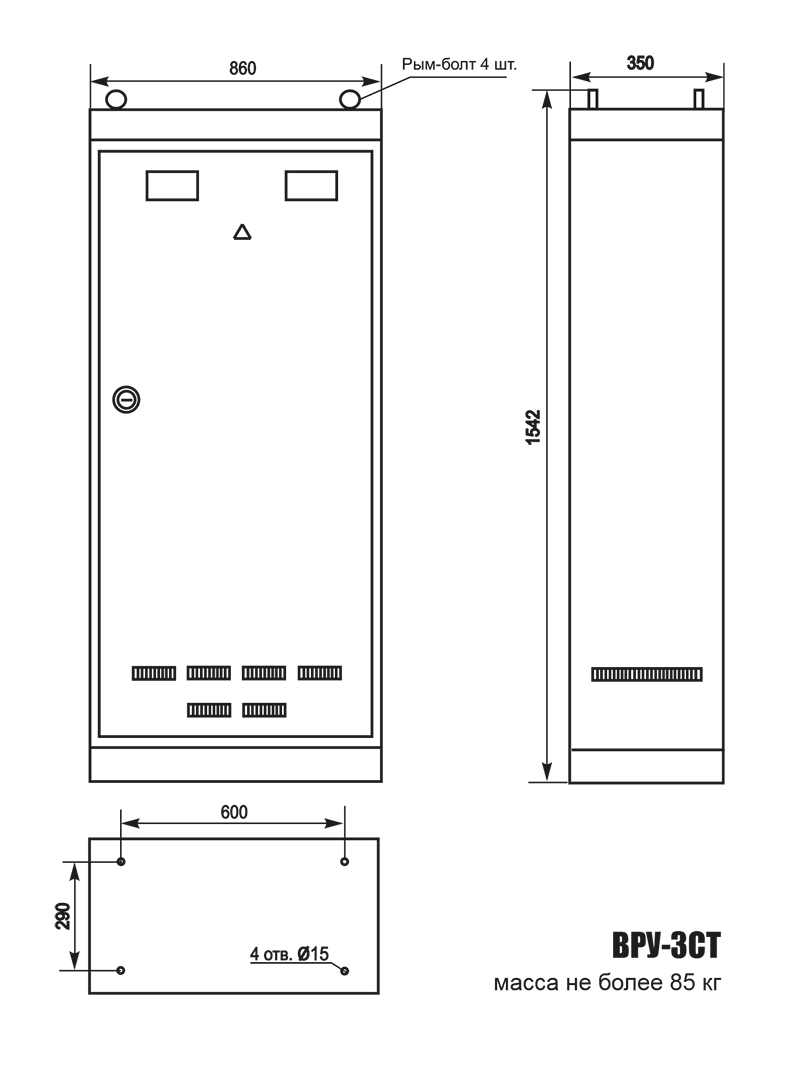 860
Рым-болт 4 шт.
350
1542
600
290
4 отв. Ø15
ВРУ-3СТ
масса не более 85 кг